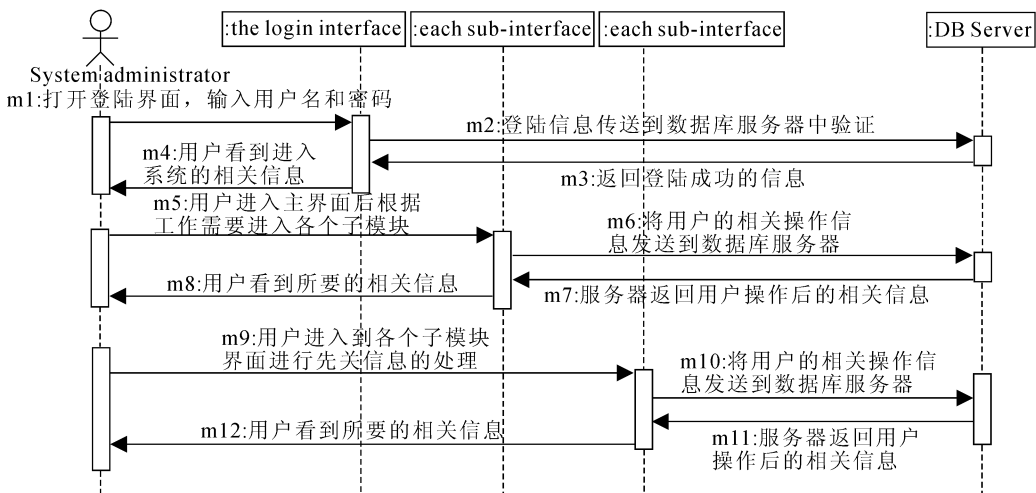 :the login interface
:each sub-interface
:each sub-interface
:DB Server
System administrator
m1:打开登陆界面，输入用户名和密码
m2:登陆信息传送到数据库服务器中验证
m4:用户看到进入
系统的相关信息
m3:返回登陆成功的信息
m5:用户进入主界面后根据
工作需要进入各个子模块
m6:将用户的相关操作信
息发送到数据库服务器
m8:用户看到所要的相关信息
m7:服务器返回用户操作后的相关信息
m9:用户进入到各个子模块
界面进行先关信息的处理
m10:将用户的相关操作信
息发送到数据库服务器
m12:用户看到所要的相关信息
m11:服务器返回用户
操作后的相关信息